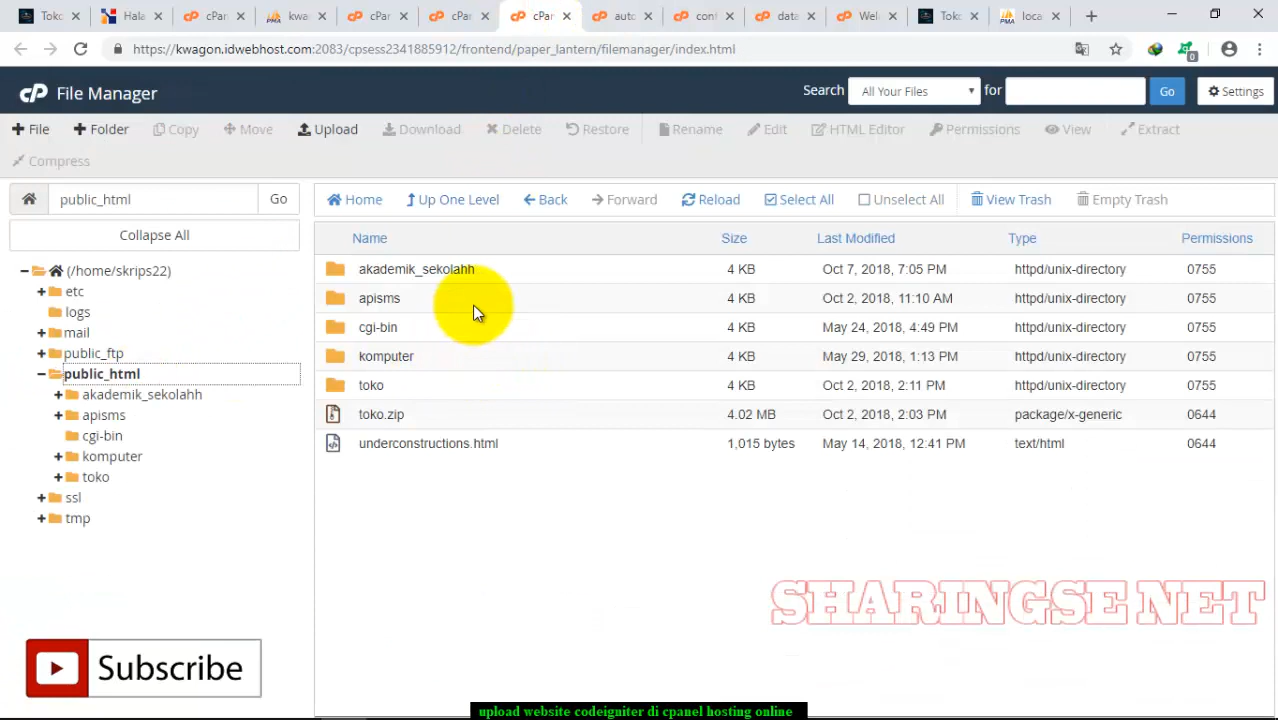 Toko
Hala
cPan
kwa
cPar
cPar
cPar
auto
conf
data
Welc
Toko
loca
https://kwagon.idwebhost.com:2083/cpsess2341885912/frontend/paper_lantern/filemanager/index.html
0
cP File Manager
Search All Your Files for Go Settings
File Folder Copy Move Upload Download Delete Restore Rename Edit HTML Editor Permissions View Extract
Compress
public_html Go
Home Up One Level Back Forward Reload Select All Unselect All View Trash Empty Trash
Collapse All
(/home/skrips22)
etc
logs
mail
public_ftp
public_html
akademik_sekolahh
apisms
cgi-bin
komputer
toko
ssl
tmp
Name Size Last Modified Type Permissions
akademik_sekolahh 4 KB Oct 7, 2018, 7:05 PM httpd/unix-directory 0755
apisms 4 KB Oct 2, 2018, 11:10 AM httpd/unix-directory 0755
cgi-bin 4 KB May 24, 2018, 4:49 PM httpd/unix-directory 0755
komputer 4 KB May 29, 2018, 1:13 PM httpd/unix-directory 0755
toko 4 KB Oct 2, 2018, 2:11 PM httpd/unix-directory 0755
toko.zip 4.02 MB Oct 2, 2018, 2:03 PM package/x-generic 0644
underconstructions.html 1,015 bytes May 14, 2018, 12:41 PM text/html 0644
SHARINGSE NET
Subscribe
upload website codeigniter di cpanel hosting online